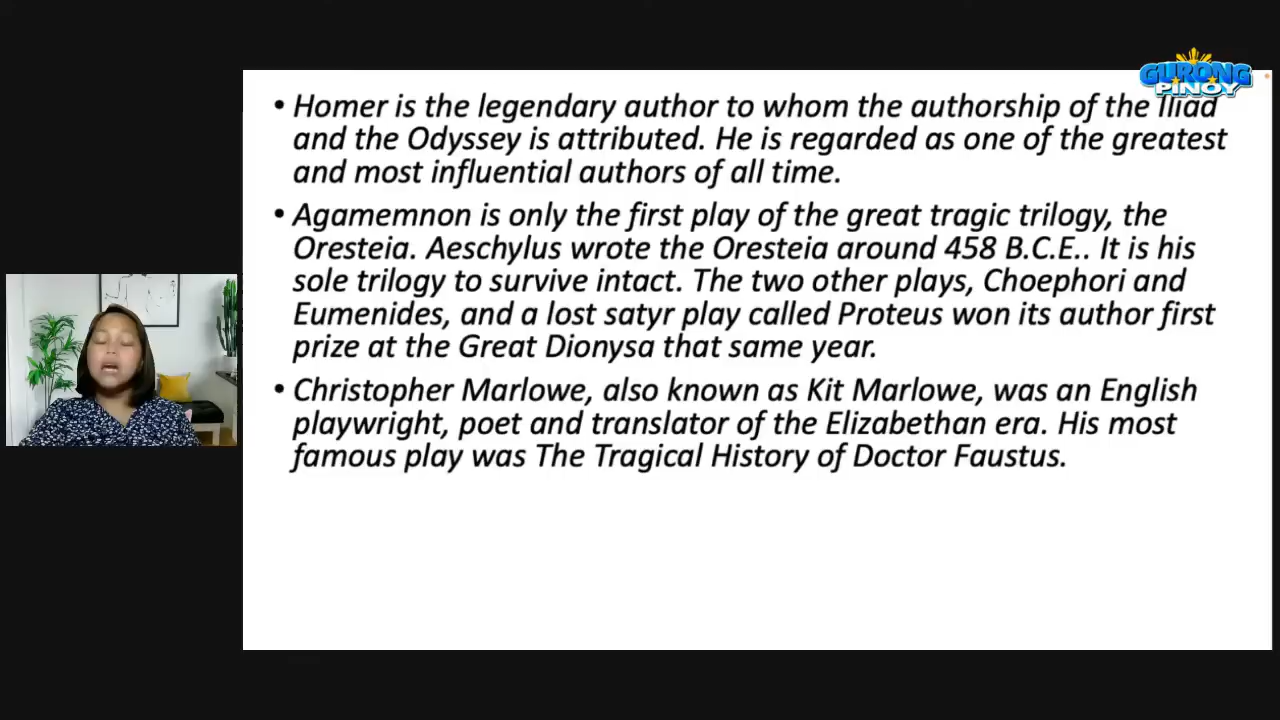 GURONG
PINOY
• Homer is the legendary author to whom the authorship of the Iliad
and the Odyssey is attributed. He is regarded as one of the greatest
and most influential authors of all time.
• Agamemnon is only the first play of the great tragic trilogy, the
Oresteia. Aeschylus wrote the Oresteia around 458 B.C.E.. It is his
sole trilogy to survive intact. The two other plays, Choephori and
Eumenides, and a lost satyr play called Proteus won its author first
prize at the Great Dionysa that same year.
• Christopher Marlowe, also known as Kit Marlowe, was an English
playwright, poet and translator of the Elizabethan era. His most
famous play was The Tragical History of Doctor Faustus.